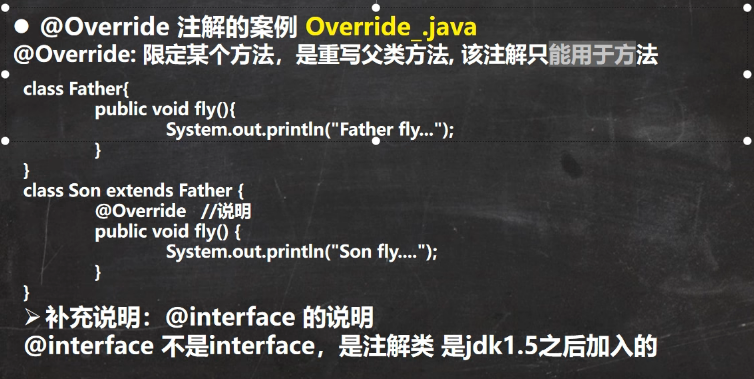 ● @Override 注解的案例 Override_.java
@Override: 限定某个方法，是重写父类方法, 该注解只能用于方法
class Father{
public void fly(){
System.out.println("Father fly...");
}
}
class Son extends Father {
@Override //说明
public void fly() {
System.out.println("Son fly....");
}
}
➢ 补充说明：@interface 的说明
@interface 不是interface，是注解类 是jdk1.5之后加入的